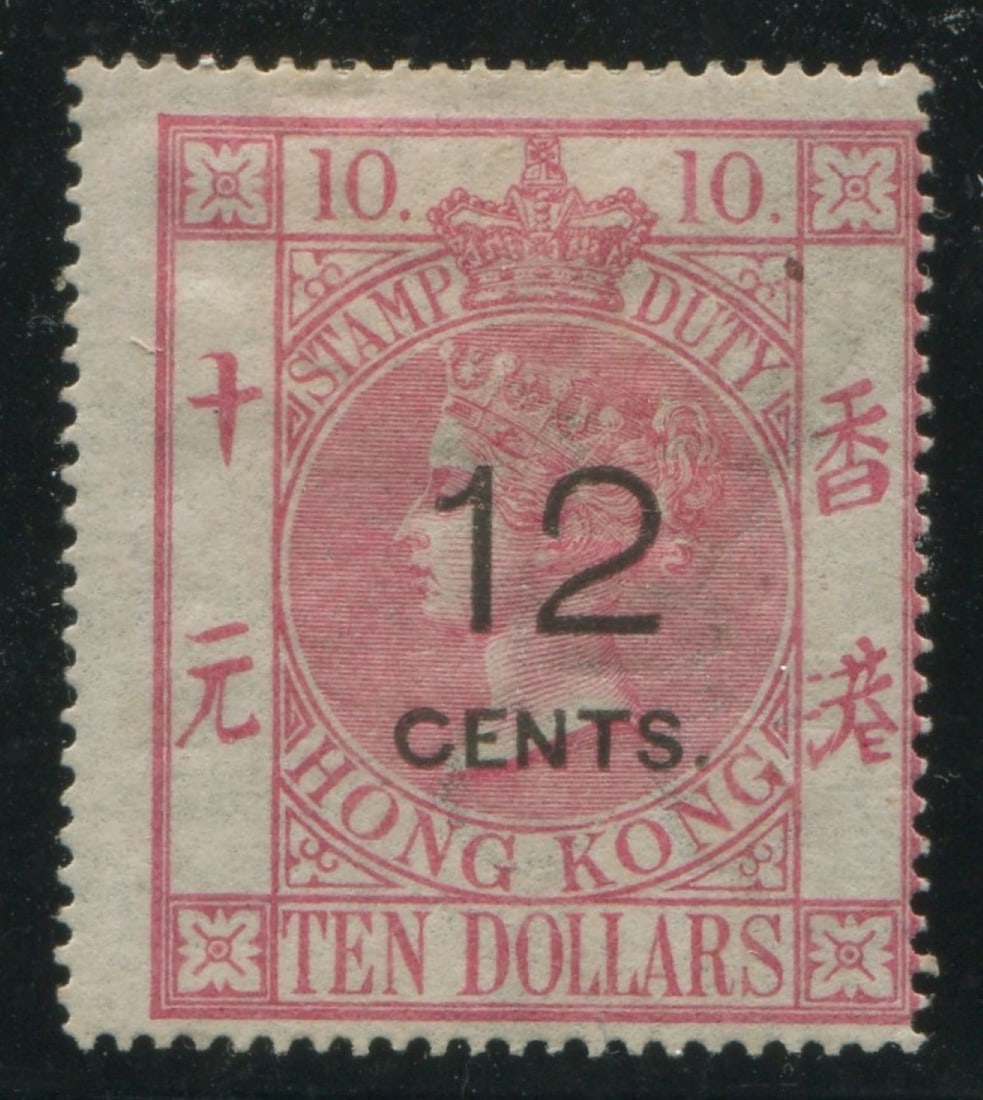 10. 10.
STAMP DUTY
十元
香港
12
CENTS.
HONG KONG
TEN DOLLARS